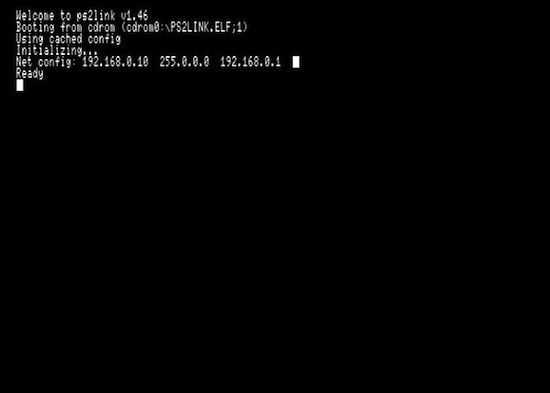 Welcome to ps2link v1.46
Booting from cdrom (cdrom0:\PS2LINK.ELF;1)
Using cached config
Initializing...
Net config: 192.168.0.10  255.0.0.0  192.168.0.1
Ready